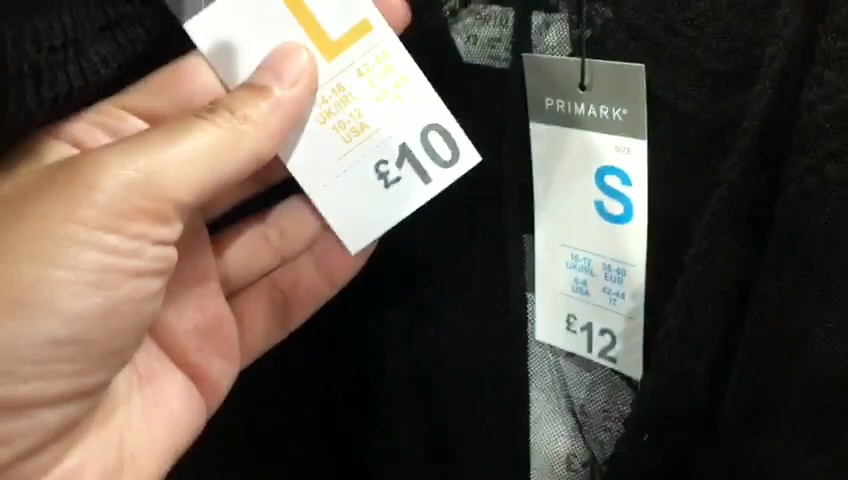 L
14-16
UK/IRL
42-44
EUR
10-12
USA
IT
£10
PRIMARK®
SIZE
S
10-12
UK/IRL
38-40
EUR
6-8
USA
42-44
IT
£12